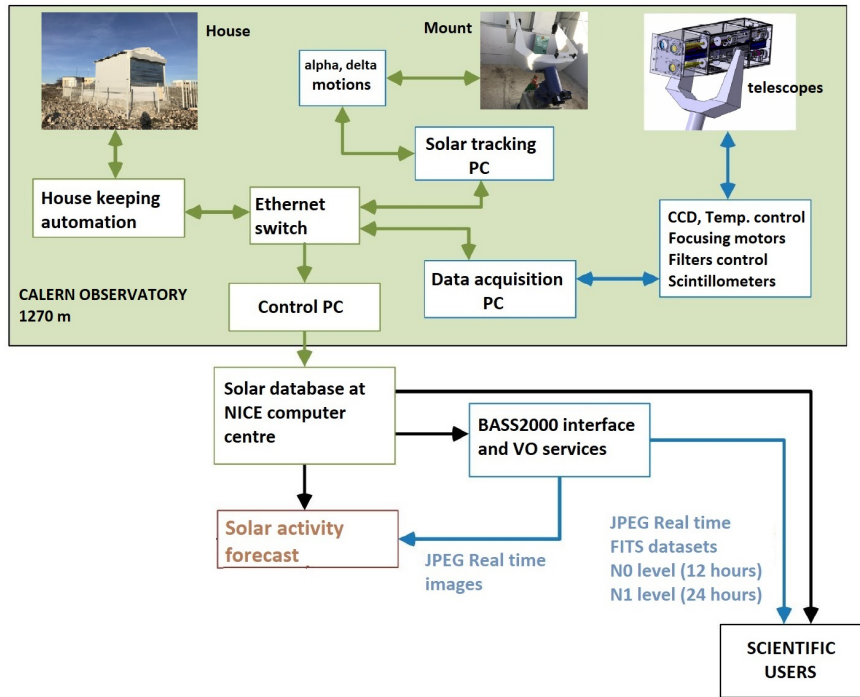 House
Mount
telescopes
alpha, delta
motions
Solar tracking
PC
House keeping
automation
Ethernet
switch
CCD, Temp. control
Focusing motors
Filters control
Scintillometers
Data acquisition
PC
CALERN OBSERVATORY
1270 m
Control PC
Solar database at
NICE computer
centre
BASS2000 interface
and VO services
Solar activity
forecast
JPEG Real time
images
JPEG Real time
FITS datasets
N0 level (12 hours)
N1 level (24 hours)
SCIENTIFIC
USERS